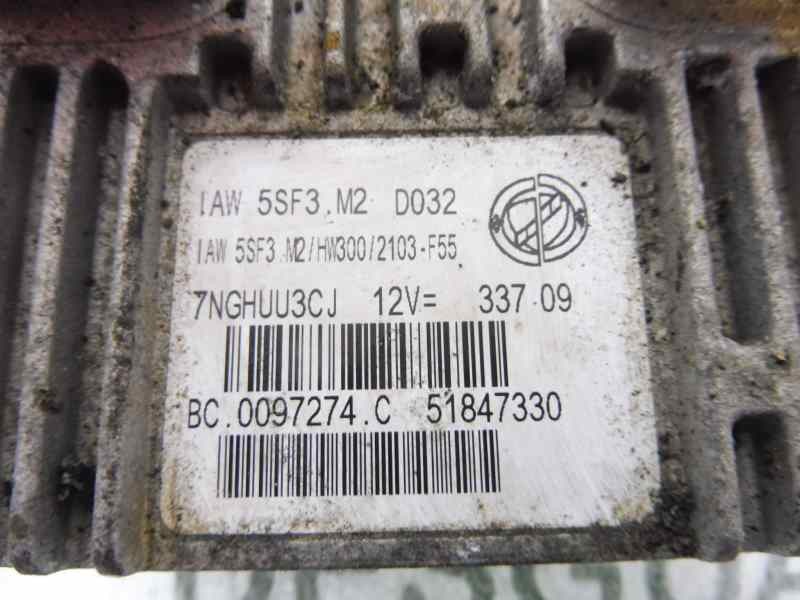 IAW 5SF3.M2 D032
IAW 5SF3.M2/HW300/2103-F55
7NGHUU3CJ 12V= 337 09
BC.0097274.C 51847330